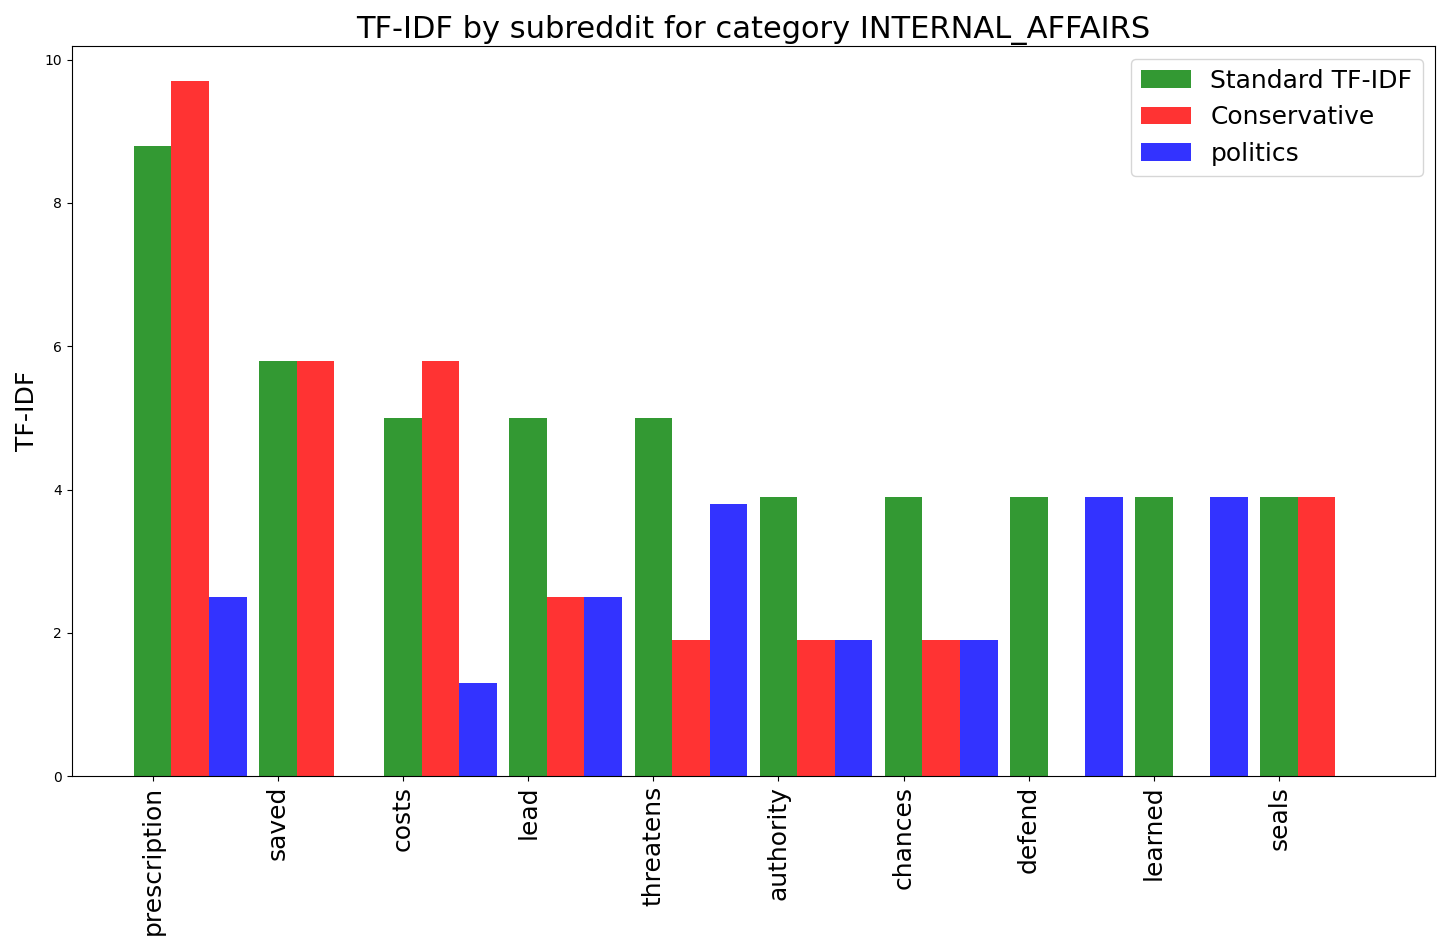 TF-IDF by subreddit for category INTERNAL_AFFAIRS
Standard TF-IDF
Conservative
politics
TF-IDF
10
8
6
4
2
0
prescription
saved
costs
lead
threatens
authority
chances
defend
learned
seals